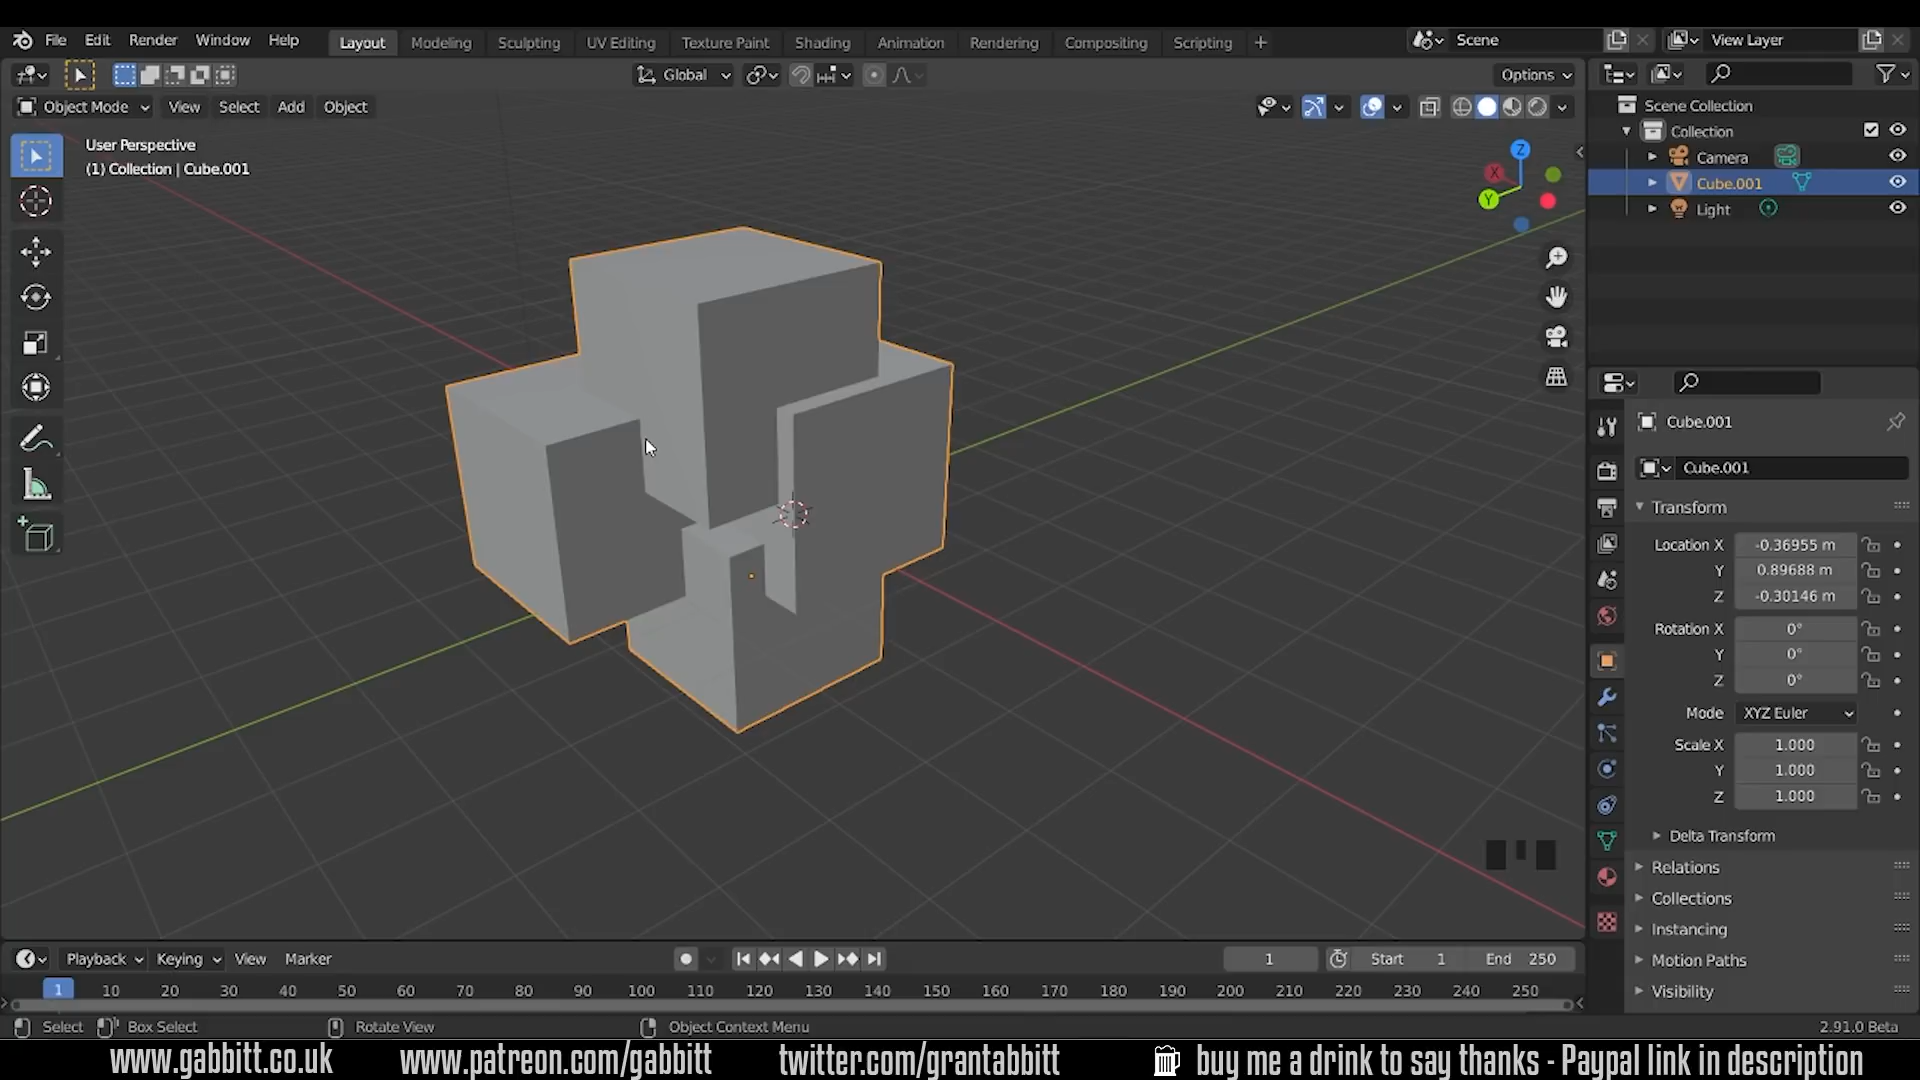 File Edit Render Window Help Layout Modeling Sculpting UV Editing Texture Paint Shading Animation Rendering Compositing Scripting + Scene View Layer
Global Options
Object Mode View Select Add Object
User Perspective
(1) Collection | Cube.001
Z
X
Y
Scene Collection
Collection
Camera
Cube.001
Light
Cube.001
Cube.001
Transform
Location X -0.36955 m
Y 0.89688 m
Z -0.30146 m
Rotation X 0°
Y 0°
Z 0°
Mode XYZ Euler
Scale X 1.000
Y 1.000
Z 1.000
Delta Transform
Relations
Collections
Instancing
Motion Paths
Visibility
Playback Keying View Marker 1 Start 1 End 250
1 10 20 30 40 50 60 70 80 90 100 110 120 130 140 150 160 170 180 190 200 210 220 230 240 250
Select Box Select Rotate View Object Context Menu 2.91.0 Beta
www.gabbitt.co.uk www.patreon.com/gabbitt twitter.com/grantabbitt buy me a drink to say thanks - Paypal link in description